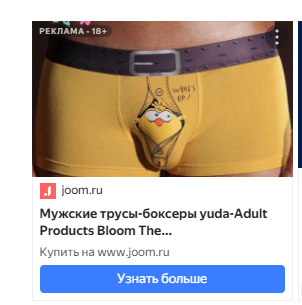 РЕКЛАМА • 18+
WHAT'S
UP?
joom.ru
Мужские трусы-боксеры yuda-Adult
Products Bloom The...
Купить на www.joom.ru
Узнать больше